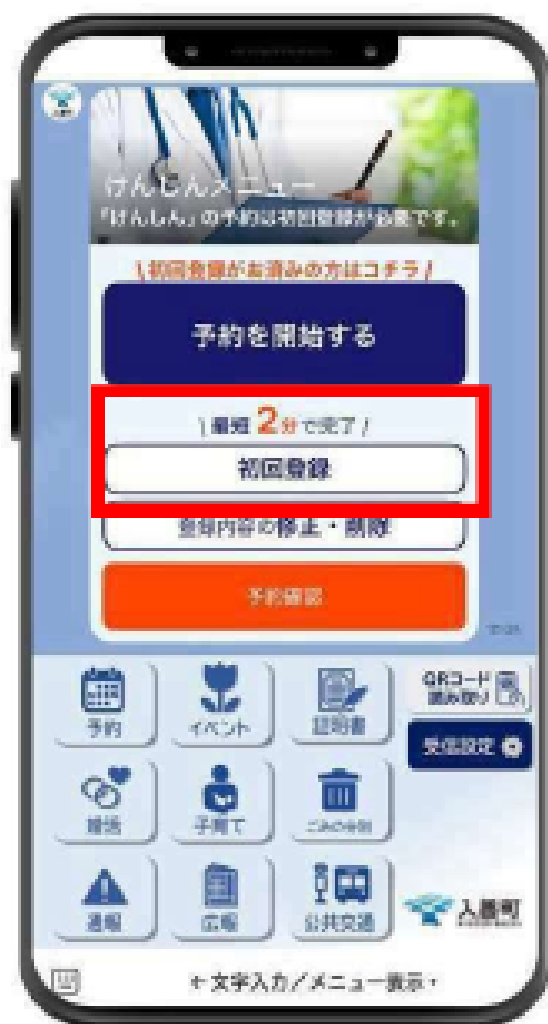 けんしんメニュー
「けんしん」の予約は初回登録が必要です。
\初回登録がお済みの方はコチラ/
予約を開始する
\最短2分で完了/
初回登録
登録内容の修正・削除
予約確認
予約
イベント
証明書
QRコード
読み取り
受信設定
婚活
子育て
ごみの分別
通報
広報
公共交通
入善町
文字入力/メニュー表示